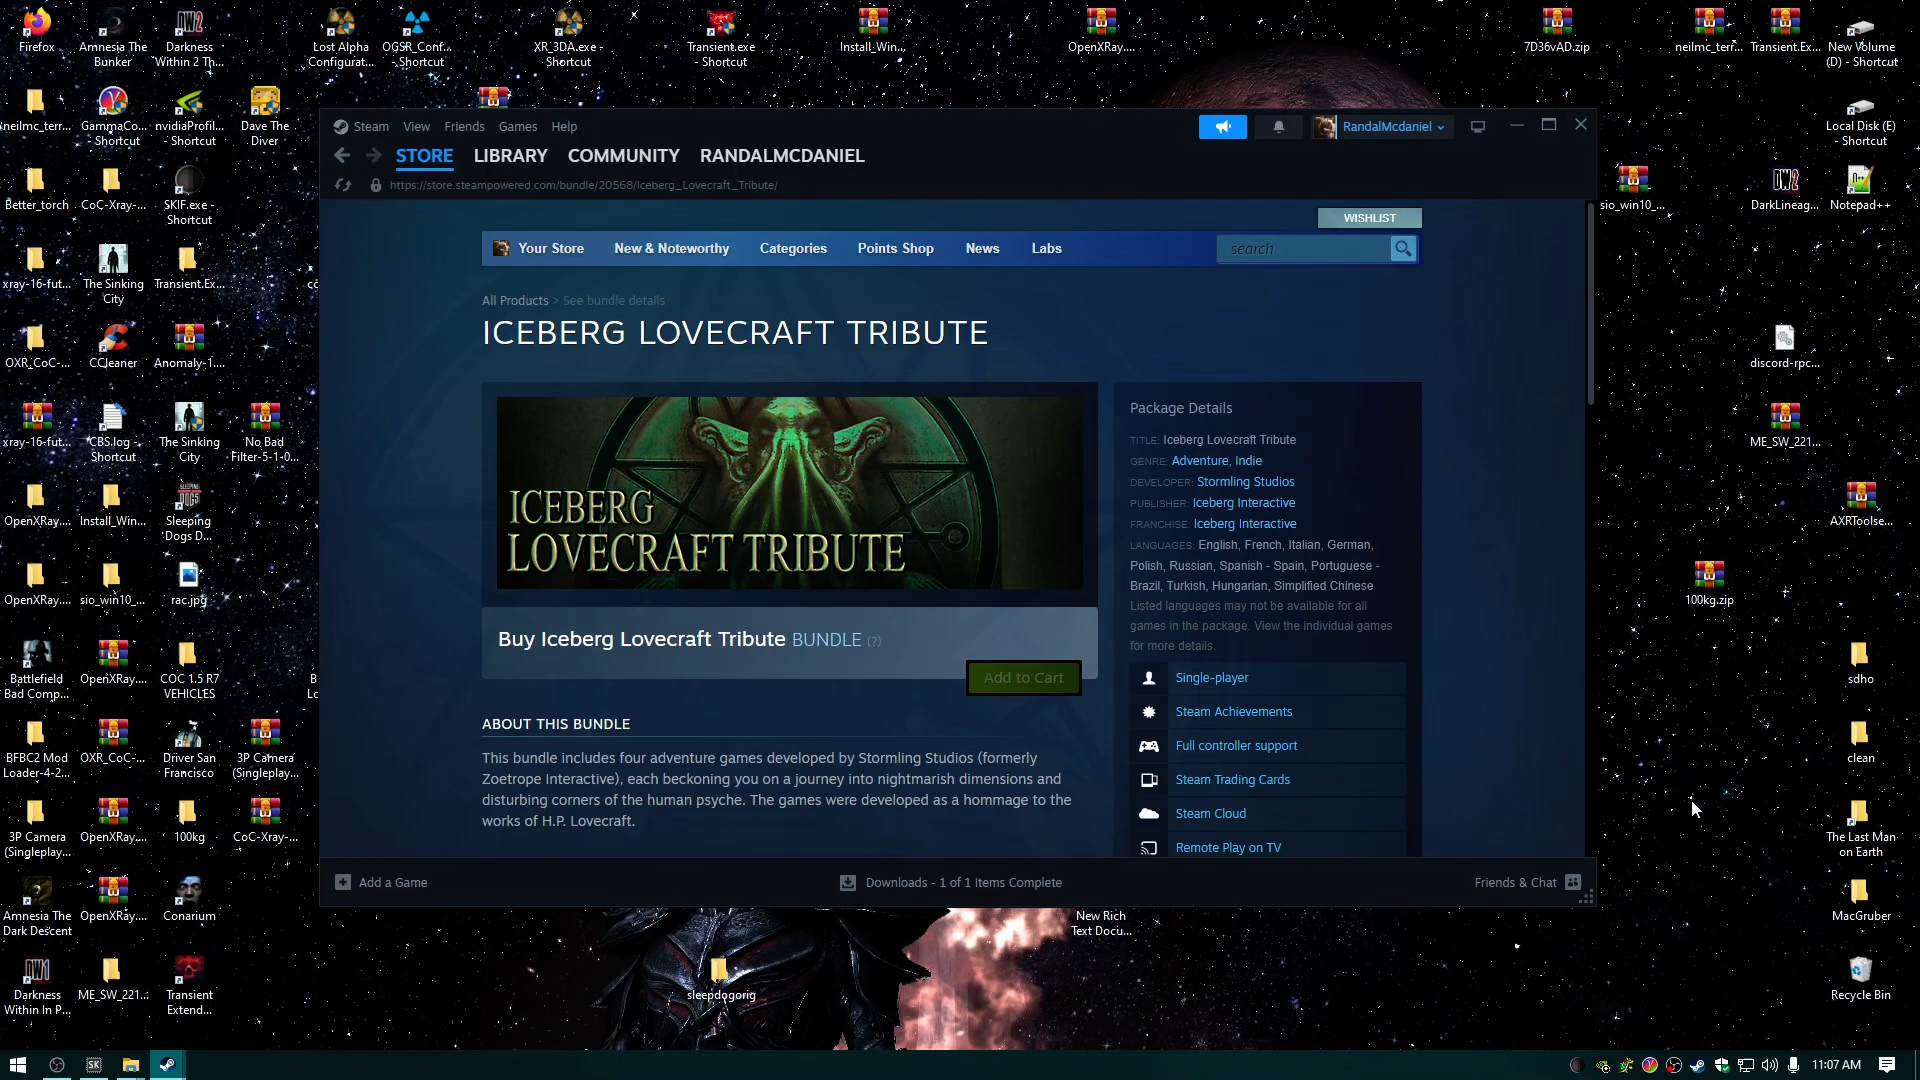 Firefox
Amnesia The
Bunker
Darkness
Within 2 Th...
Lost Alpha
Configurat...
OGSR_Conf...
- Shortcut
XR_3DA.exe -
Shortcut
Transient.exe
- Shortcut
Install_Win...
OpenXRay....
7D36vAD.zip
neilmc_terr...
Transient.Ex...
New Volume
(D) - Shortcut
neilmc_terr...
GammaCo...
- Shortcut
nvidiaProfil...
- Shortcut
Dave The
Diver
Local Disk (E)
- Shortcut
Better_torch
CoC-Xray-...
SKIF.exe -
Shortcut
sio_win10_...
DarkLineag...
Notepad++
xray-16-fut...
The Sinking
City
Transient.Ex...
OXR_CoC-...
CCleaner
Anomaly-1....
discord-rpc...
xray-16-fut...
CBS.log -
Shortcut
The Sinking
City
No Bad
Filter-5-1-0...
ME_SW_221...
OpenXRay....
Install_Win...
Sleeping
Dogs D...
AXRToolse...
OpenXRay....
sio_win10_...
rac.jpg
100kg.zip
Battlefield
Bad Comp...
OpenXRay....
COC 1.5 R7
VEHICLES
sdho
BFBC2 Mod
Loader-4-2...
OXR_CoC-...
Driver San
Francisco
3P Camera
(Singleplay...
clean
3P Camera
(Singleplay...
OpenXRay....
100kg
CoC-Xray-...
The Last Man
on Earth
Amnesia The
Dark Descent
OpenXRay....
Conarium
New Rich
Text Docu...
MacGruber
Darkness
Within In P...
ME_SW_221...
Transient
Extend...
sleepdogorig
Recycle Bin
Steam View Friends Games Help
RandalMcdaniel
STORE LIBRARY COMMUNITY RANDALMCDANIEL
https://store.steampowered.com/bundle/20568/Iceberg_Lovecraft_Tribute/
WISHLIST
Your Store New & Noteworthy Categories Points Shop News Labs
search
All Products > See bundle details
ICEBERG LOVECRAFT TRIBUTE
ICEBERG
LOVECRAFT TRIBUTE
Buy Iceberg Lovecraft Tribute BUNDLE (?)
Add to Cart
ABOUT THIS BUNDLE
This bundle includes four adventure games developed by Stormling Studios (formerly
Zoetrope Interactive), each beckoning you on a journey into nightmarish dimensions and
disturbing corners of the human psyche. The games were developed as a hommage to the
works of H.P. Lovecraft.
Package Details
TITLE: Iceberg Lovecraft Tribute
GENRE: Adventure, Indie
DEVELOPER: Stormling Studios
PUBLISHER: Iceberg Interactive
FRANCHISE: Iceberg Interactive
LANGUAGES: English, French, Italian, German,
Polish, Russian, Spanish - Spain, Portuguese -
Brazil, Turkish, Hungarian, Simplified Chinese
Listed languages may not be available for all
games in the package. View the individual games
for more details.
Single-player
Steam Achievements
Full controller support
Steam Trading Cards
Steam Cloud
Remote Play on TV
Add a Game
Downloads - 1 of 1 Items Complete
Friends & Chat
11:07 AM